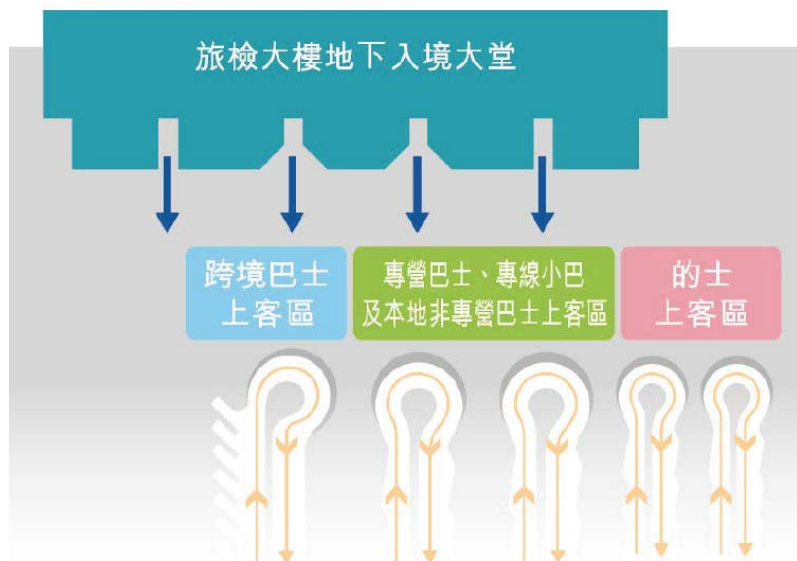 旅檢大樓地下入境大堂
跨境巴士
上客區
專營巴士、專線小巴
及本地非專營巴士上客區
的士
上客區